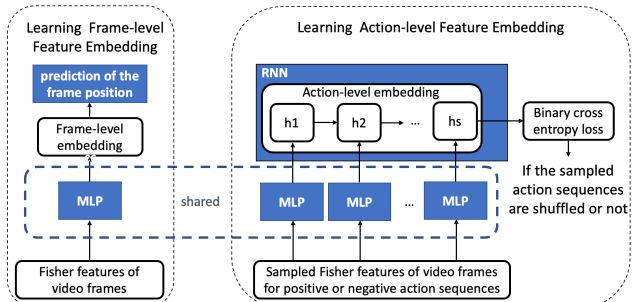 Learning Frame-level
Feature Embedding
prediction of the
frame position
Frame-level
embedding
MLP
Fisher features of
video frames
shared
Learning Action-level Feature Embedding
RNN
Action-level embedding
h1
h2
...
hs
Binary cross
entropy loss
If the sampled
action sequences
are shuffled or not
MLP
MLP
...
MLP
Sampled Fisher features of video frames
for positive or negative action sequences